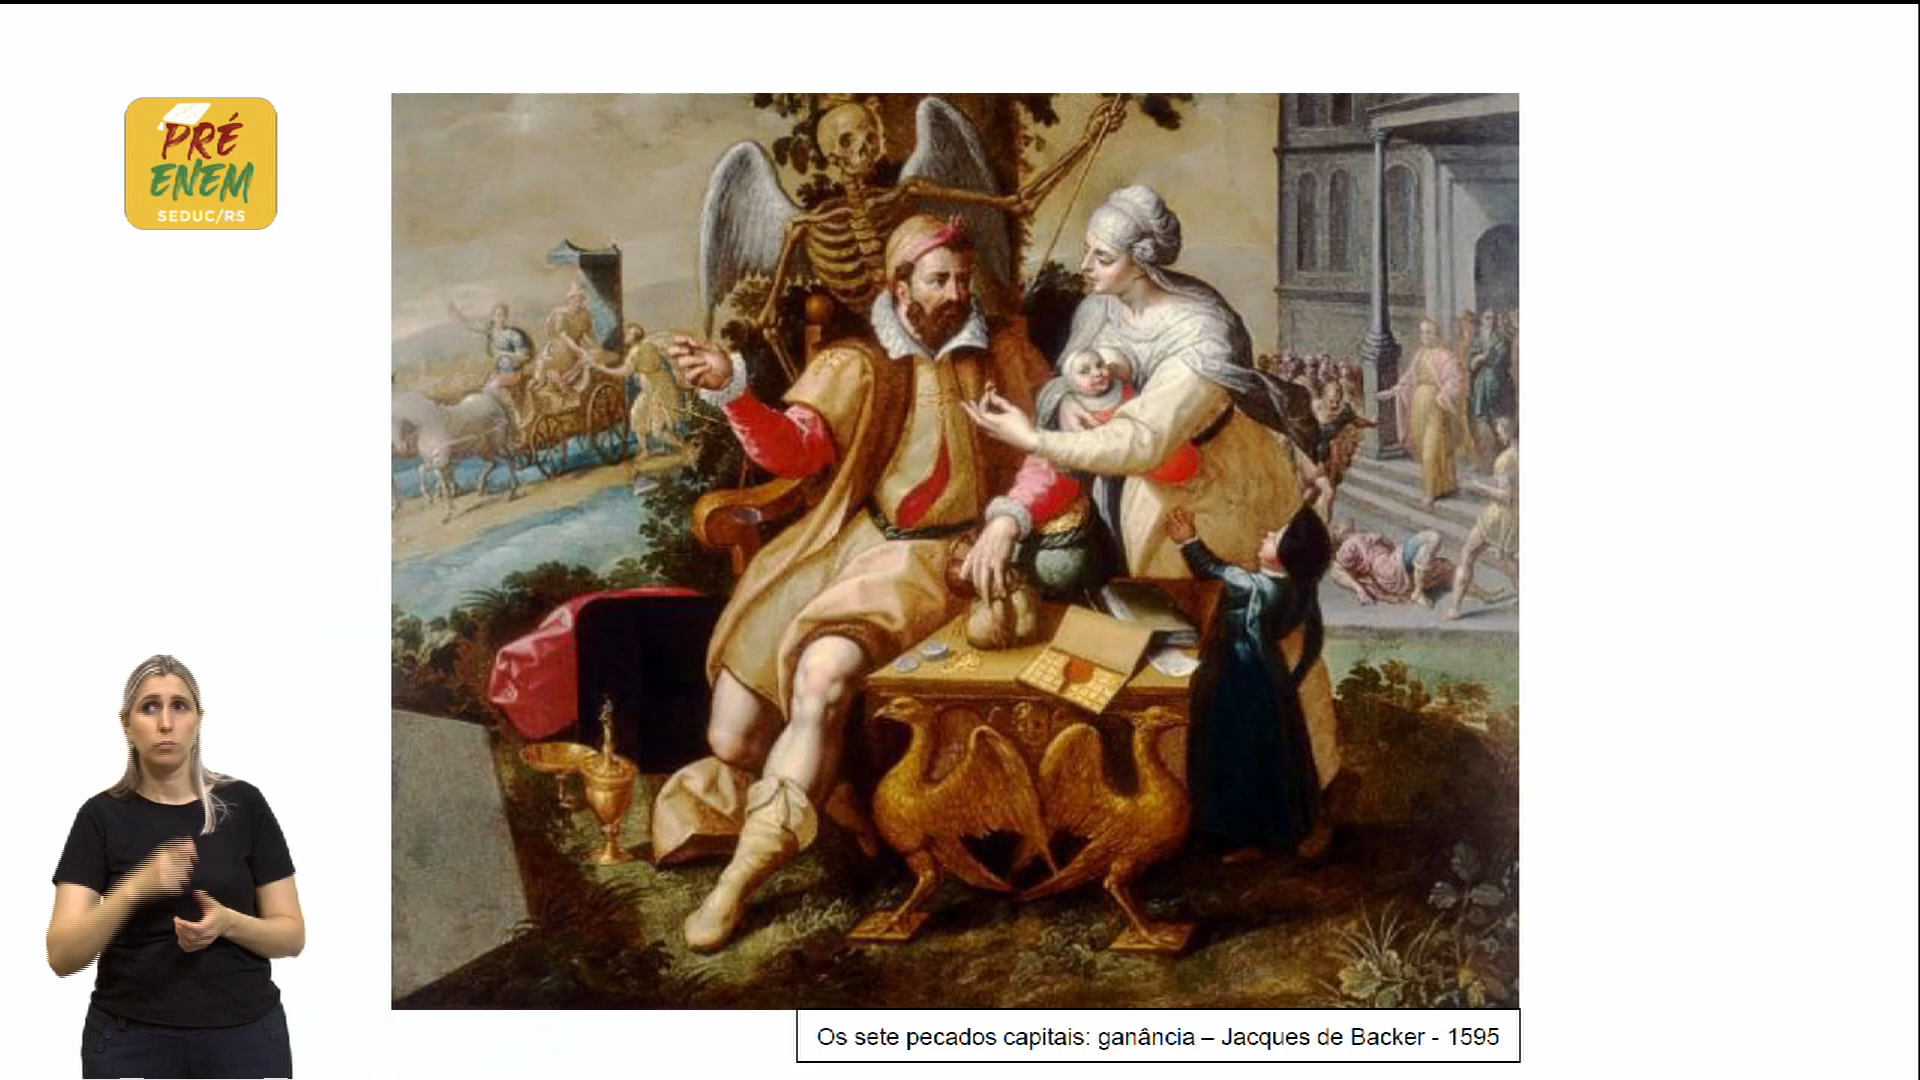 PRÉ
ENEM
SEDUC/RS
Os sete pecados capitais: ganância – Jacques de Backer - 1595